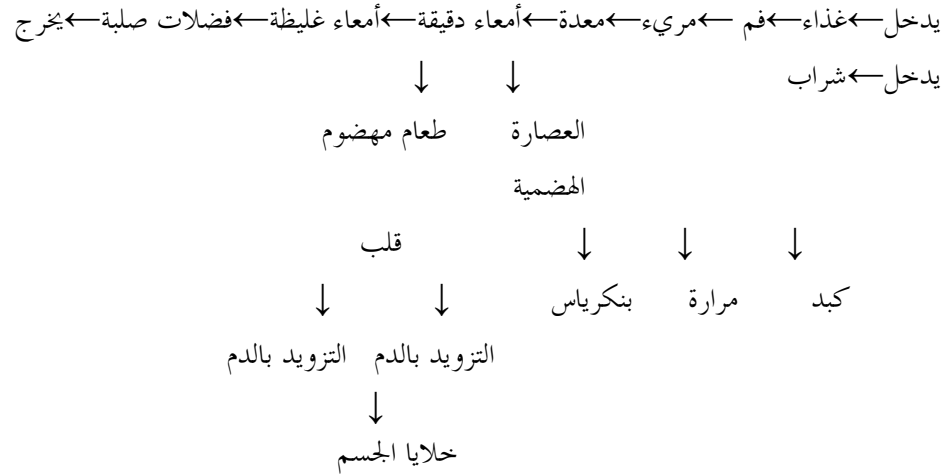 يدخل←غذاء←فم ←مريء←معدة←أمعاء دقيقة←أمعاء غليظة←فضلات صلبة←يخرج
يدخل←شراب ↓ ↓
العصارة طعام مهضوم
الهضمية
↓ ↓ ↓ قلب
كبد مرارة بنكرياس ↓ ↓
التزويد بالدم التزويد بالدم
↓
خلايا الجسم